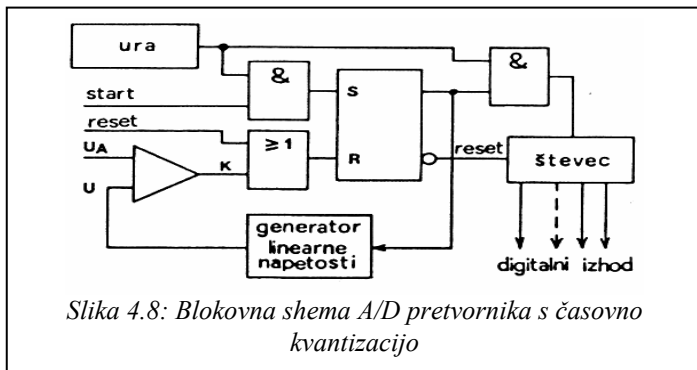 ura
&
&
start
S
reset
≥1
reset
števec
UA
K
R
U
generator
linearne
napetosti
digitalni izhod
Slika 4.8: Blokovna shema A/D pretvornika s časovno
kvantizacijo